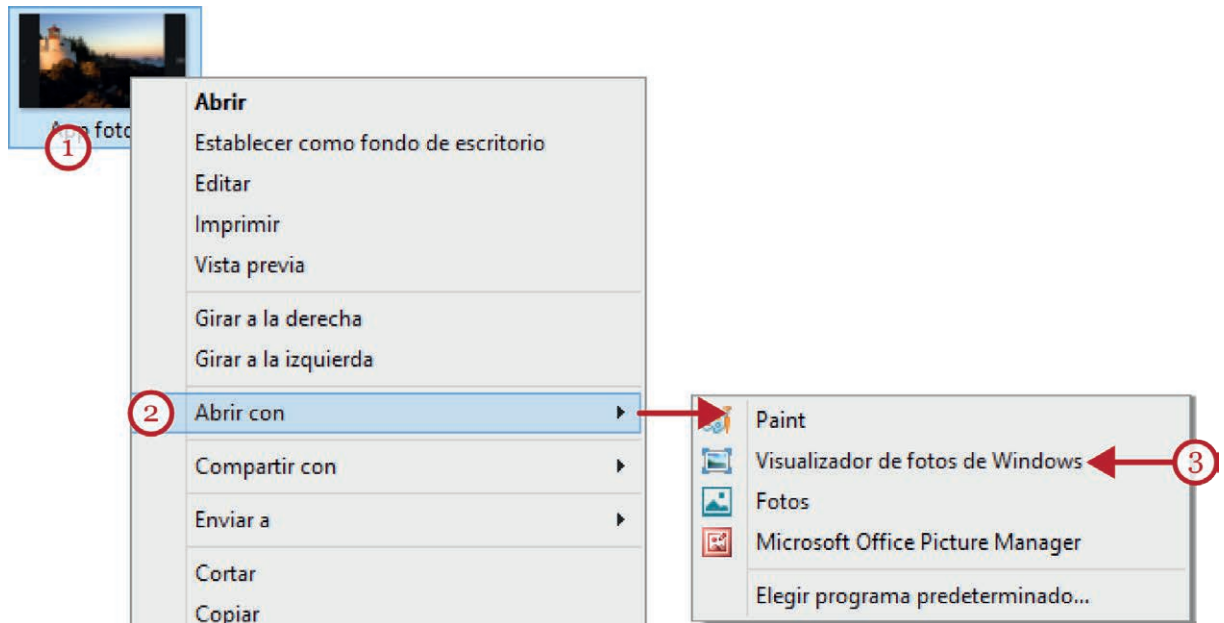 App foto
1
Abrir
Establecer como fondo de escritorio
Editar
Imprimir
Vista previa
Girar a la derecha
Girar a la izquierda
2
Abrir con
Compartir con
Enviar a
Cortar
Copiar
Paint
Visualizador de fotos de Windows
3
Fotos
Microsoft Office Picture Manager
Elegir programa predeterminado...